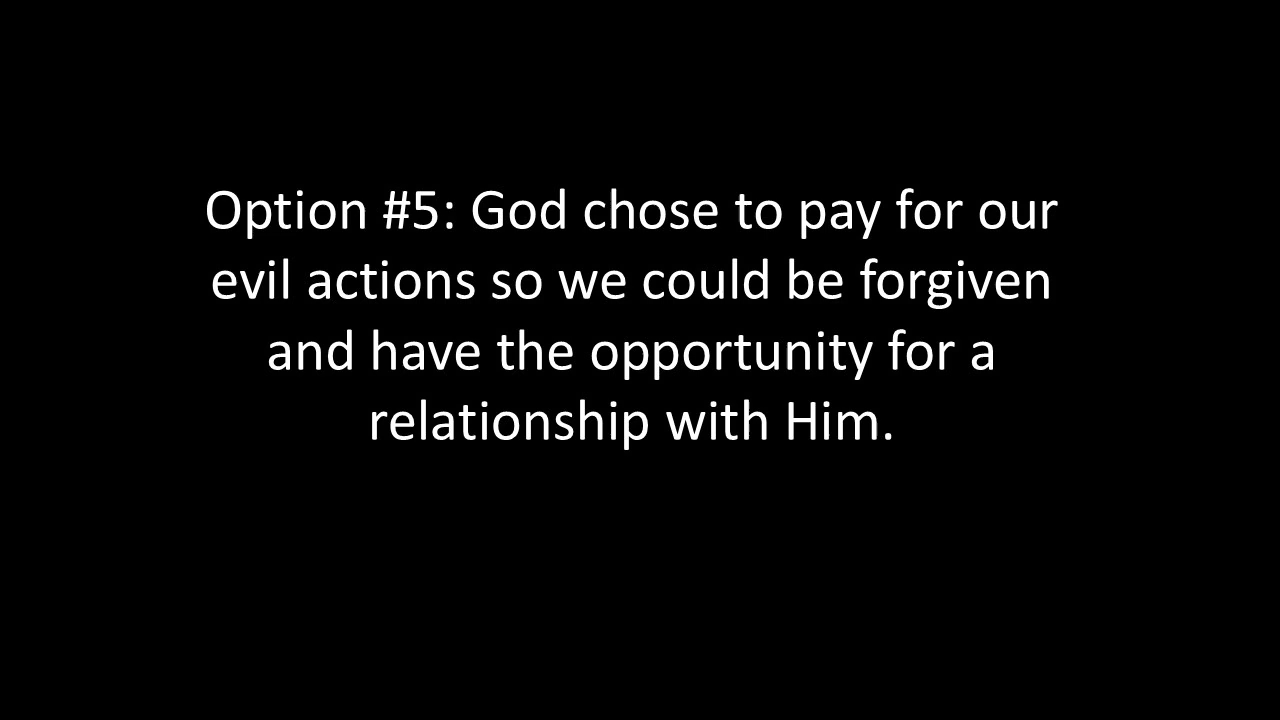 Option #5: God chose to pay for our
evil actions so we could be forgiven
and have the opportunity for a
relationship with Him.